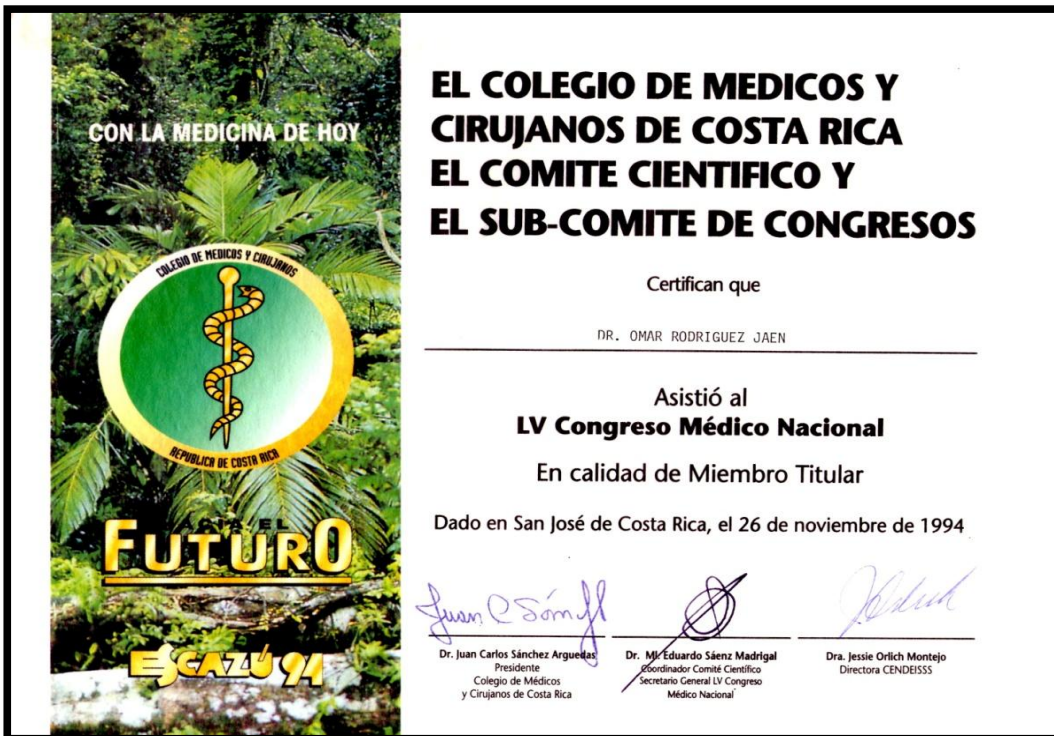 CON LA MEDICINA DE HOY
COLEGIO DE MEDICOS Y CIRUJANOS
REPUBLICA DE COSTA RICA
HACIA EL
FUTURO
ESCAZÚ 94
EL COLEGIO DE MEDICOS Y
CIRUJANOS DE COSTA RICA
EL COMITE CIENTIFICO Y
EL SUB-COMITE DE CONGRESOS
Certifican que
DR. OMAR RODRIGUEZ JAEN
Asistió al
LV Congreso Médico Nacional
En calidad de Miembro Titular
Dado en San José de Costa Rica, el 26 de noviembre de 1994
Dr. Juan Carlos Sánchez Arguedas
Presidente
Colegio de Médicos
y Cirujanos de Costa Rica
Dr. Ml. Eduardo Sáenz Madrigal
Coordinador Comité Científico
Secretario General LV Congreso
Médico Nacional
Dra. Jessie Orlich Montejo
Directora CENDEISSS